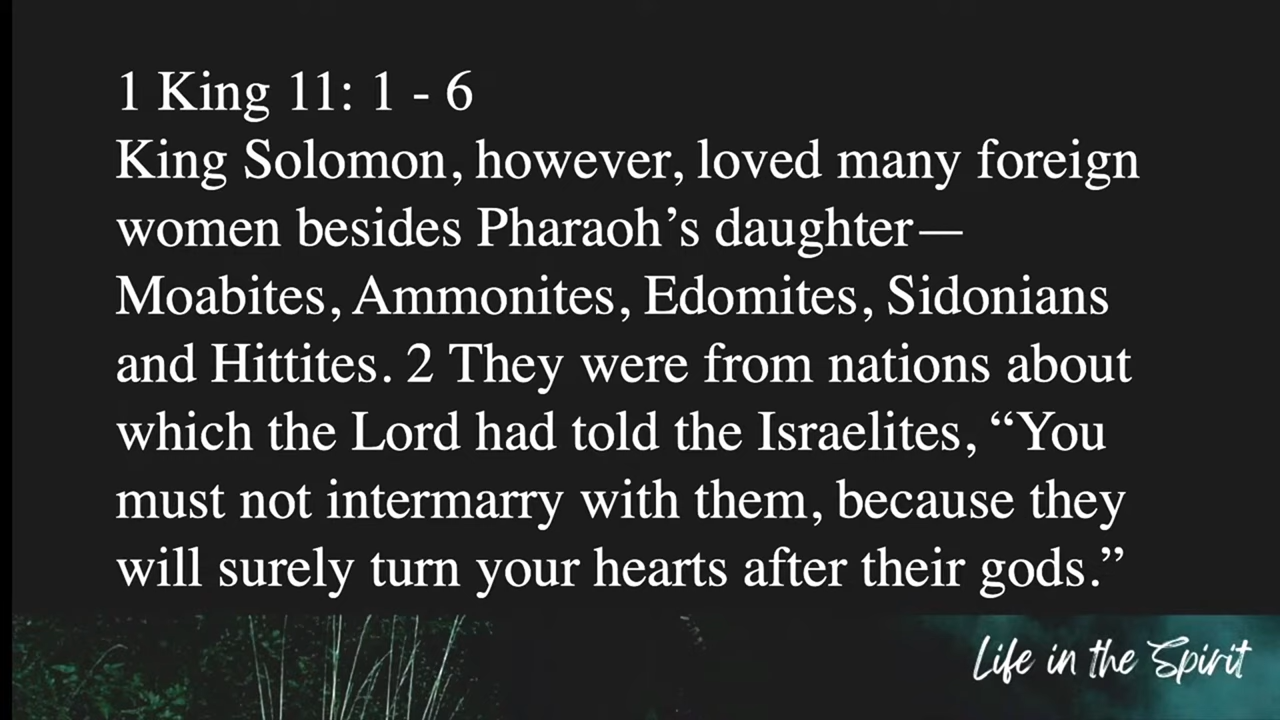 1 King 11: 1 - 6
King Solomon, however, loved many foreign
women besides Pharaoh’s daughter—
Moabites, Ammonites, Edomites, Sidonians
and Hittites. 2 They were from nations about
which the Lord had told the Israelites, “You
must not intermarry with them, because they
will surely turn your hearts after their gods.”
Life in the Spirit